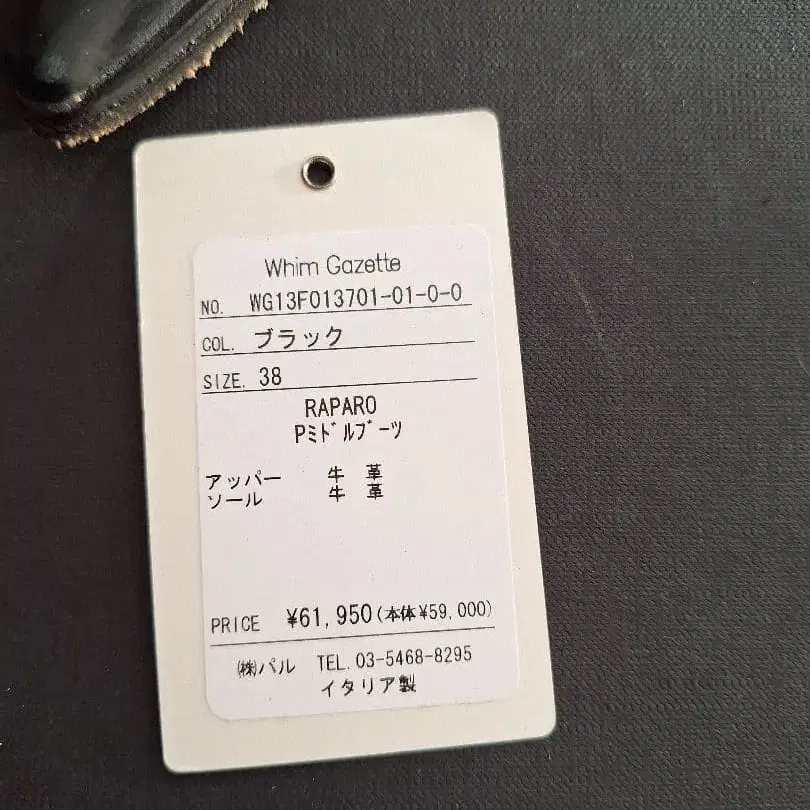 Whim Gazette
NO. WG13F013701-01-0-0
COL. ブラック
SIZE. 38
RAPARO
Pﾐﾄﾞﾙﾌﾞｰﾂ
アッパー 牛 革
ソール 牛 革
PRICE ¥61,950(本体¥59,000)
㈱パル TEL.03-5468-8295
イタリア製